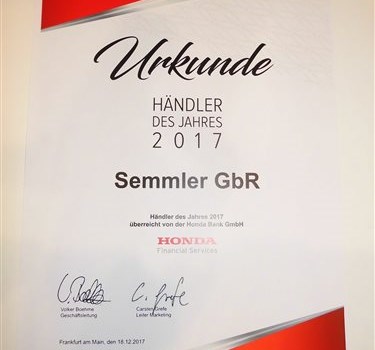 Urkunde
HÄNDLER
DES JAHRES
2017
Semmler GbR
Händler des Jahres 2017
überreicht von der Honda Bank GmbH
HONDA
Financial Services
Volker Boehme Carsten Grefe
Geschäftsleitung Leiter Marketing
Frankfurt am Main, den 18.12.2017